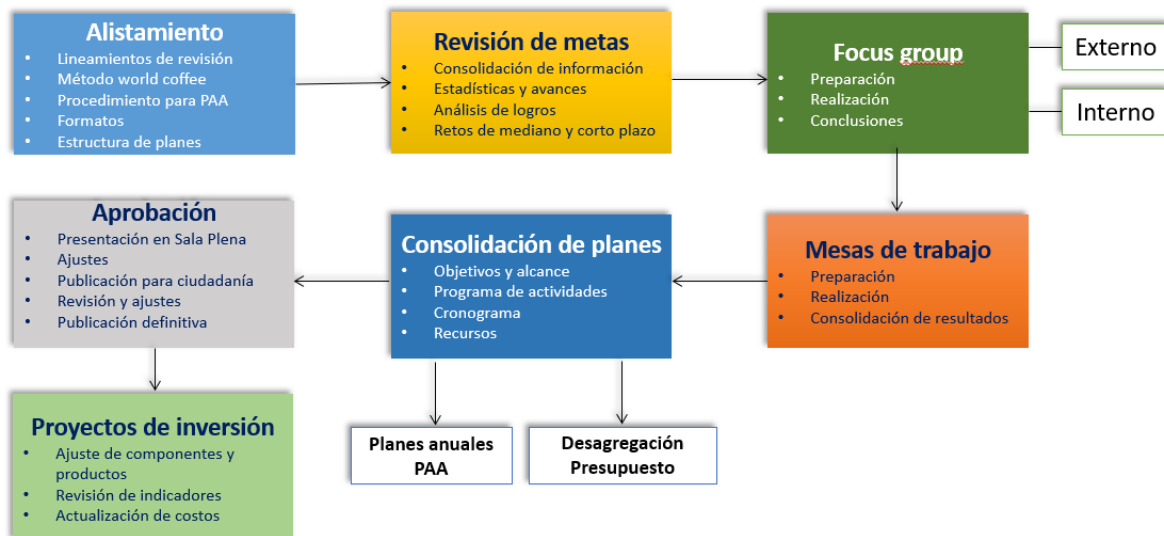 Alistamiento
• Lineamientos de revisión
• Método world coffee
• Procedimiento para PAA
• Formatos
• Estructura de planes
Revisión de metas
• Consolidación de información
• Estadísticas y avances
• Análisis de logros
• Retos de mediano y corto plazo
Focus group
• Preparación
• Realización
• Conclusiones
Externo
Interno
Mesas de trabajo
• Preparación
• Realización
• Consolidación de resultados
Consolidación de planes
• Objetivos y alcance
• Programa de actividades
• Cronograma
• Recursos
Planes anuales
PAA
Desagregación
Presupuesto
Aprobación
• Presentación en Sala Plena
• Ajustes
• Publicación para ciudadanía
• Revisión y ajustes
• Publicación definitiva
Proyectos de inversión
• Ajuste de componentes y
productos
• Revisión de indicadores
• Actualización de costos